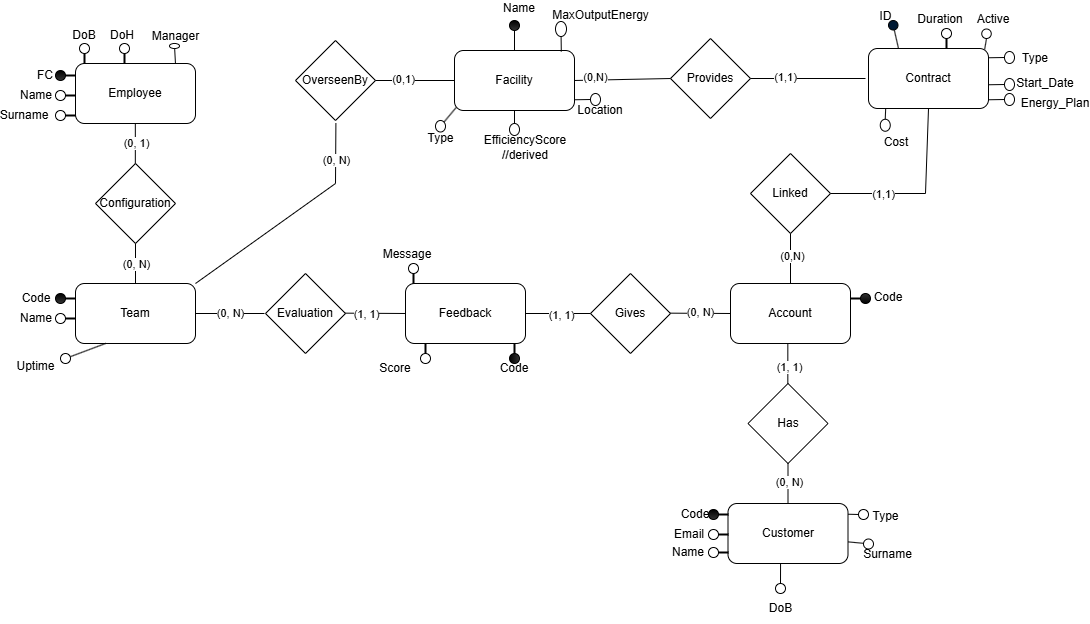 Name
MaxOutputEnergy
ID
Duration
Active
DoB
DoH
Manager
FC
Name
Surname
Employee
OverseenBy
(0,1)
Facility
(0,N)
Provides
(1,1)
Contract
Type
Start_Date
Energy_Plan
Location
Type
EfficiencyScore
//derived
Cost
(0, 1)
(0, N)
Configuration
Linked
(1,1)
(0, N)
(0,N)
Message
Code
Name
Team
Uptime
(0, N)
Evaluation
(1, 1)
Feedback
Score
Code
(1, 1)
Gives
(0, N)
Account
Code
(1, 1)
Has
(0, N)
Code
Email
Name
Customer
Type
Surname
DoB